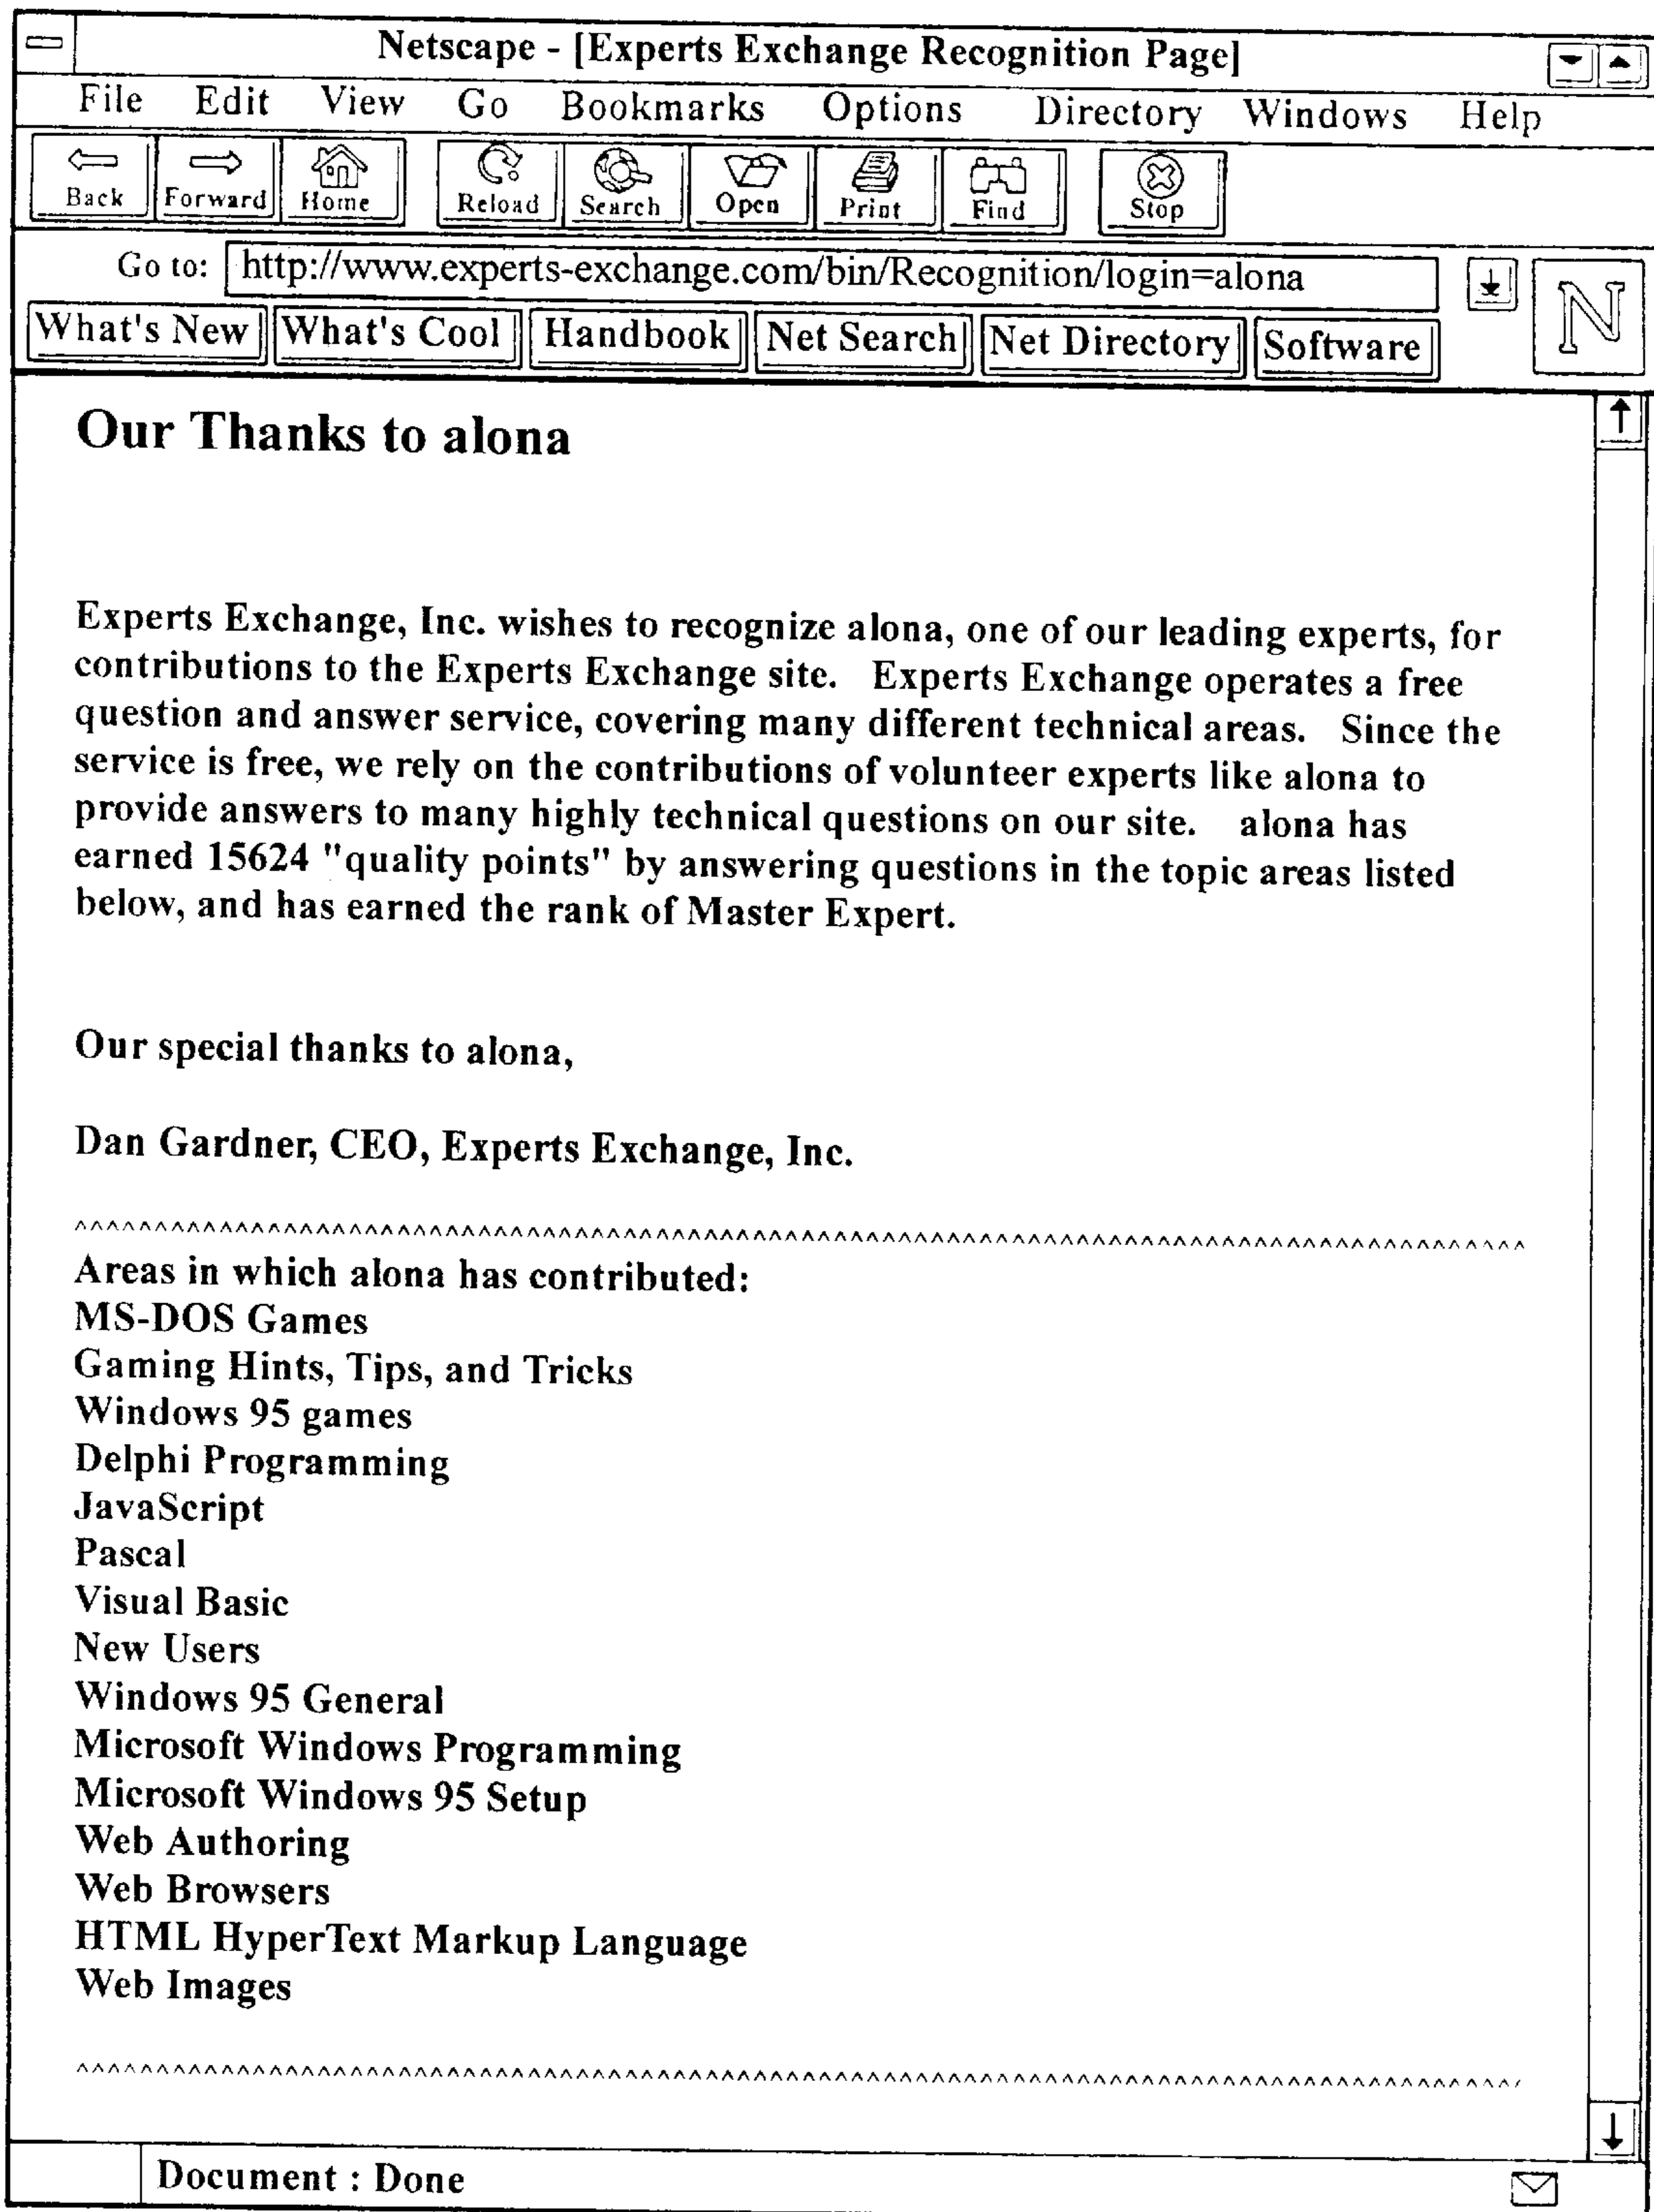 Netscape - [Experts Exchange Recognition Page]
File Edit View Go Bookmarks Options Directory Windows Help
Back Forward Home Reload Search Open Print Find Stop
Go to: http://www.experts-exchange.com/bin/Recognition/login=alona
N
What's New What's Cool Handbook Net Search Net Directory Software
Our Thanks to alona
Experts Exchange, Inc. wishes to recognize alona, one of our leading experts, for
contributions to the Experts Exchange site. Experts Exchange operates a free
question and answer service, covering many different technical areas. Since the
service is free, we rely on the contributions of volunteer experts like alona to
provide answers to many highly technical questions on our site. alona has
earned 15624 "quality points" by answering questions in the topic areas listed
below, and has earned the rank of Master Expert.
Our special thanks to alona,
Dan Gardner, CEO, Experts Exchange, Inc.
Areas in which alona has contributed:
MS-DOS Games
Gaming Hints, Tips, and Tricks
Windows 95 games
Delphi Programming
JavaScript
Pascal
Visual Basic
New Users
Windows 95 General
Microsoft Windows Programming
Microsoft Windows 95 Setup
Web Authoring
Web Browsers
HTML HyperText Markup Language
Web Images
Document : Done